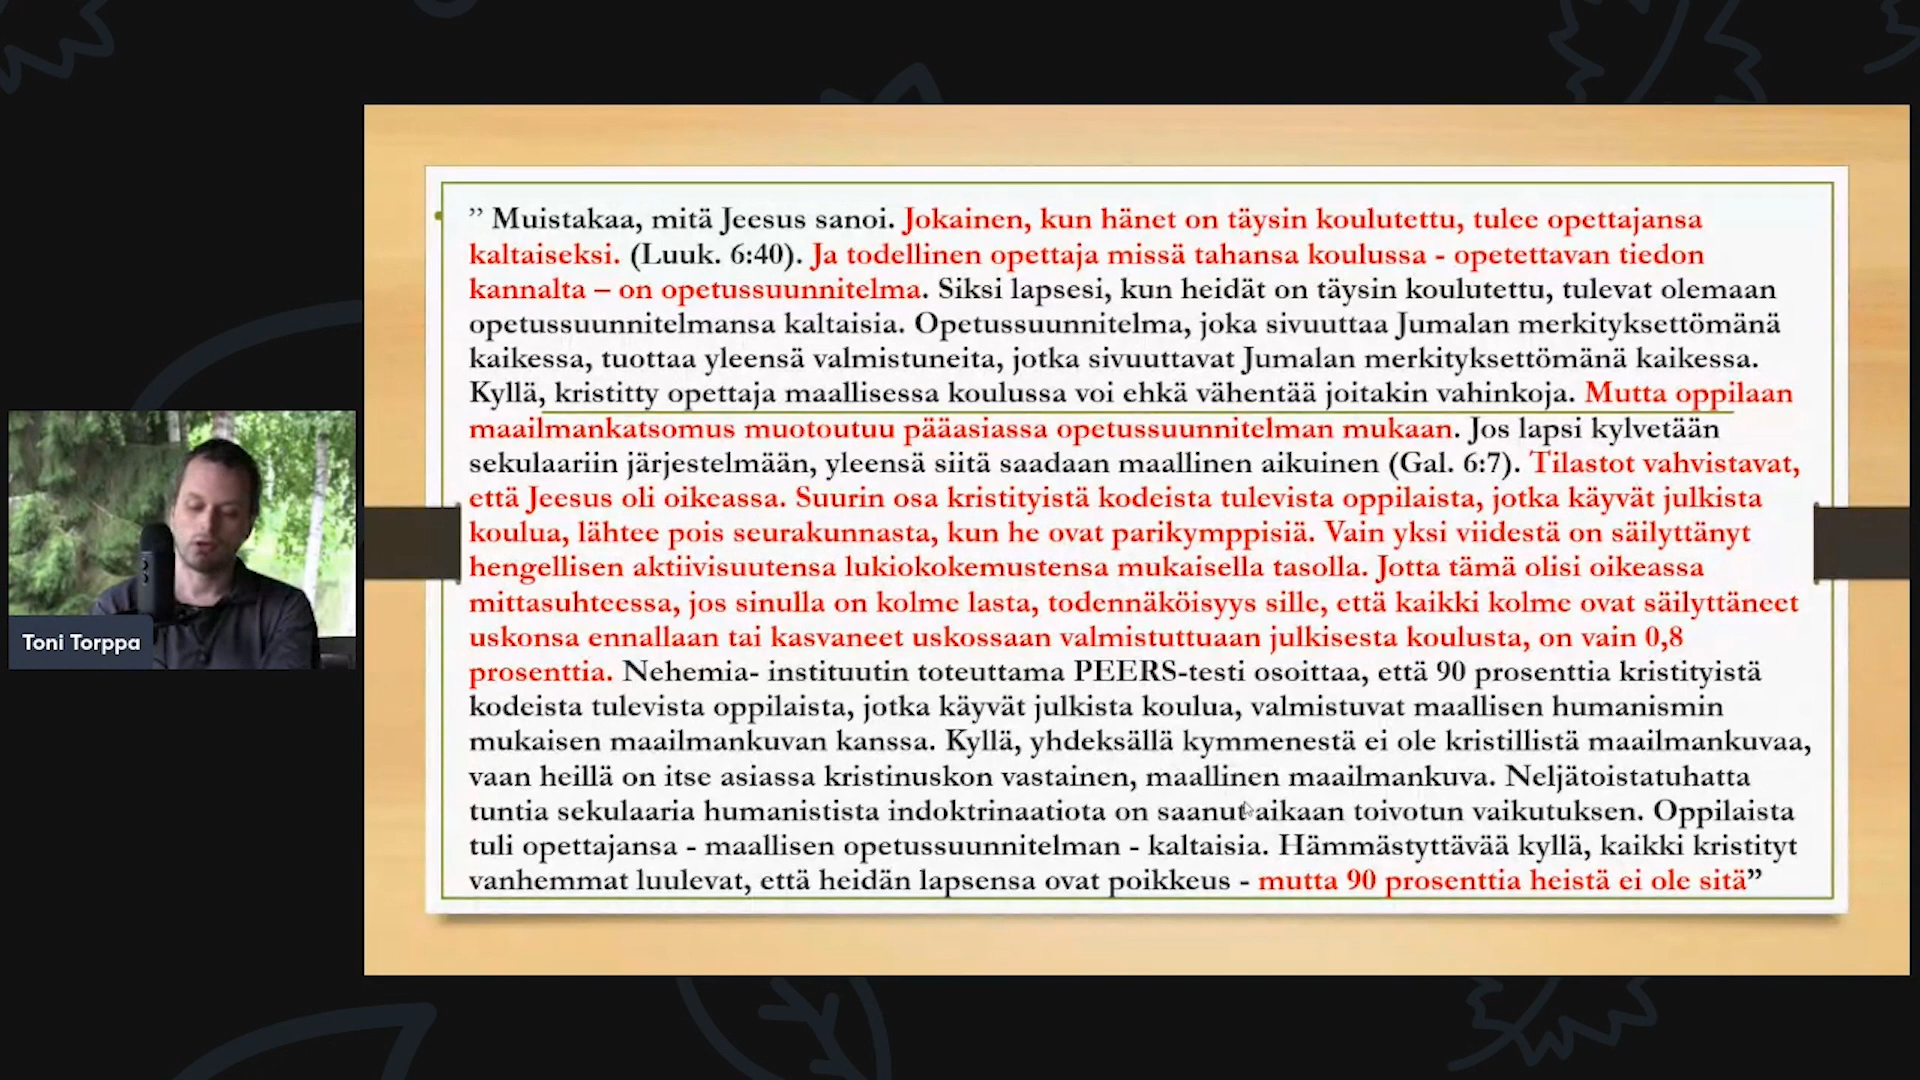 ” Muistakaa, mitä Jeesus sanoi. Jokainen, kun hänet on täysin koulutettu, tulee opettajansa
kaltaiseksi. (Luuk. 6:40). Ja todellinen opettaja missä tahansa koulussa - opetettavan tiedon
kannalta – on opetussuunnitelma. Siksi lapsesi, kun heidät on täysin koulutettu, tulevat olemaan
opetussuunnitelmansa kaltaisia. Opetussuunnitelma, joka sivuuttaa Jumalan merkityksettömänä
kaikessa, tuottaa yleensä valmistuneita, jotka sivuuttavat Jumalan merkityksettömänä kaikessa.
Kyllä, kristitty opettaja maallisessa koulussa voi ehkä vähentää joitakin vahinkoja. Mutta oppilaan
maailmankatsomus muotoutuu pääasiassa opetussuunnitelman mukaan. Jos lapsi kylvetään
sekulaariin järjestelmään, yleensä siitä saadaan maallinen aikuinen (Gal. 6:7). Tilastot vahvistavat,
että Jeesus oli oikeassa. Suurin osa kristityistä kodeista tulevista oppilaista, jotka käyvät julkista
koulua, lähtee pois seurakunnasta, kun he ovat parikymppisiä. Vain yksi viidestä on säilyttänyt
hengellisen aktiivisuutensa lukiokokemustensa mukaisella tasolla. Jotta tämä olisi oikeassa
mittasuhteessa, jos sinulla on kolme lasta, todennäköisyys sille, että kaikki kolme ovat säilyttäneet
uskonsa ennallaan tai kasvaneet uskossaan valmistuttuaan julkisesta koulusta, on vain 0,8
prosenttia. Nehemia- instituutin toteuttama PEERS-testi osoittaa, että 90 prosenttia kristityistä
kodeista tulevista oppilaista, jotka käyvät julkista koulua, valmistuvat maallisen humanismin
mukaisen maailmankuvan kanssa. Kyllä, yhdeksällä kymmenestä ei ole kristillistä maailmankuvaa,
vaan heillä on itse asiassa kristinuskon vastainen, maallinen maailmankuva. Neljätoistatuhatta
tuntia sekulaaria humanistista indoktrinaatiota on saanut aikaan toivotun vaikutuksen. Oppilaista
tuli opettajansa - maallisen opetussuunnitelman - kaltaisia. Hämmästyttävää kyllä, kaikki kristityt
vanhemmat luulevat, että heidän lapsensa ovat poikkeus - mutta 90 prosenttia heistä ei ole sitä”
Toni Torppa